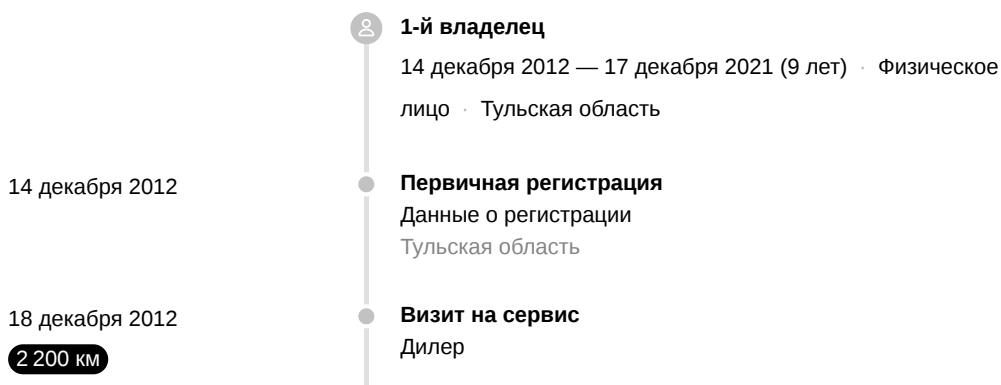 1-й владелец
14 декабря 2012 — 17 декабря 2021 (9 лет) · Физическое
лицо · Тульская область
14 декабря 2012
Первичная регистрация
Данные о регистрации
Тульская область
18 декабря 2012
2 200 км
Визит на сервис
Дилер